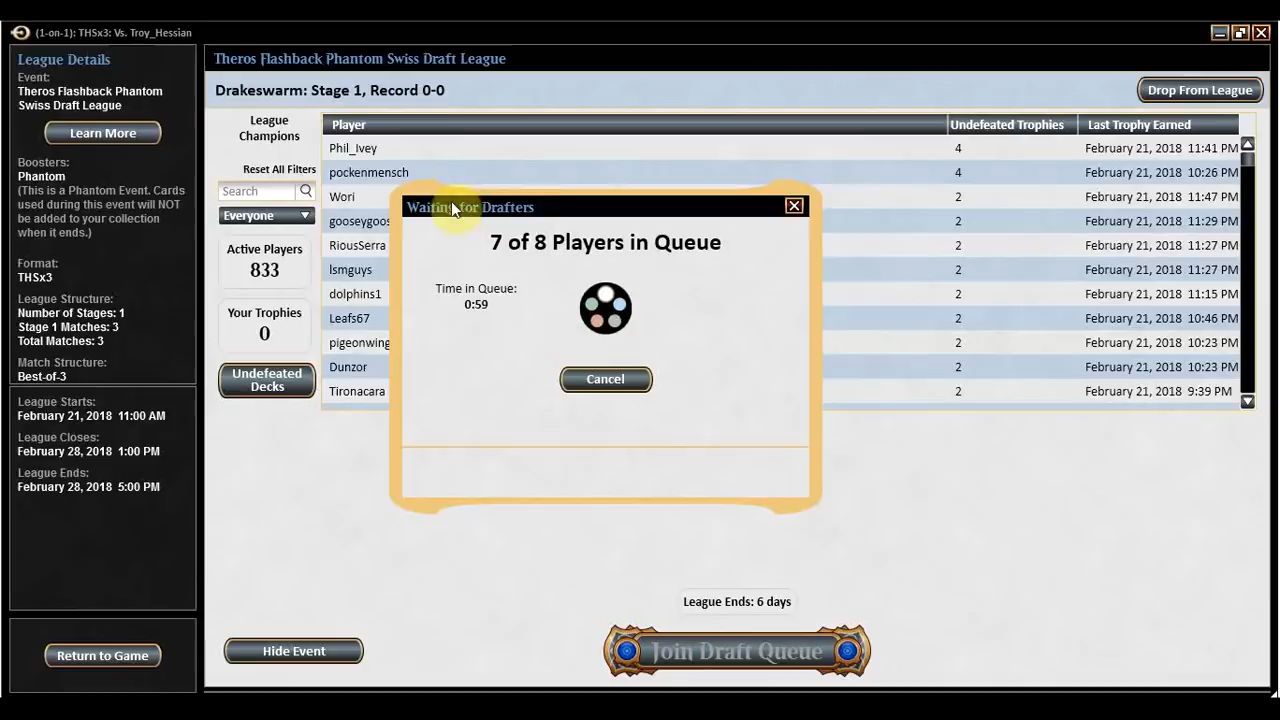 (1-on-1): THSx3: Vs. Troy_Hessian
League Details
Event:
Theros Flashback Phantom
Swiss Draft League
Learn More
Boosters:
Phantom
(This is a Phantom Event. Cards
used during this event will NOT
be added to your collection
when it ends.)
Format:
THSx3
League Structure:
Number of Stages: 1
Stage 1 Matches: 3
Total Matches: 3
Match Structure:
Best-of-3
League Starts:
February 21, 2018 11:00 AM
League Closes:
February 28, 2018 1:00 PM
League Ends:
February 28, 2018 5:00 PM
Return to Game
Theros Flashback Phantom Swiss Draft League
Drakeswarm: Stage 1, Record 0-0
Drop From League
League
Champions
Reset All Filters
Search
Everyone
Active Players
833
Your Trophies
0
Undefeated
Decks
Player Undefeated Trophies Last Trophy Earned
Phil_Ivey 4 February 21, 2018 11:41 PM
pockenmensch 4 February 21, 2018 10:26 PM
Wori 2 February 21, 2018 11:47 PM
gooseygoos 2 February 21, 2018 11:29 PM
RiousSerra 2 February 21, 2018 11:27 PM
lsmguys 2 February 21, 2018 11:27 PM
dolphins1 2 February 21, 2018 11:15 PM
Leafs67 2 February 21, 2018 10:46 PM
pigeonwing 2 February 21, 2018 10:23 PM
Dunzor 2 February 21, 2018 10:23 PM
Tironacara 2 February 21, 2018 9:39 PM
Waiting for Drafters
7 of 8 Players in Queue
Time in Queue:
0:59
Cancel
League Ends: 6 days
Hide Event
Join Draft Queue